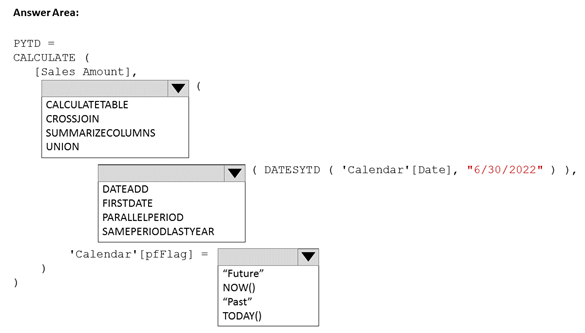 Answer Area:
PYTD =
CALCULATE (
[Sales Amount],
(
CALCULATETABLE
CROSSJOIN
SUMMARIZECOLUMNS
UNION
( DATESYTD ( 'Calendar'[Date], "6/30/2022" ) ),
DATEADD
FIRSTDATE
PARALLELPERIOD
SAMEPERIODLASTYEAR
'Calendar'[pfFlag] =
“Future”
NOW()
“Past”
TODAY()
)
)